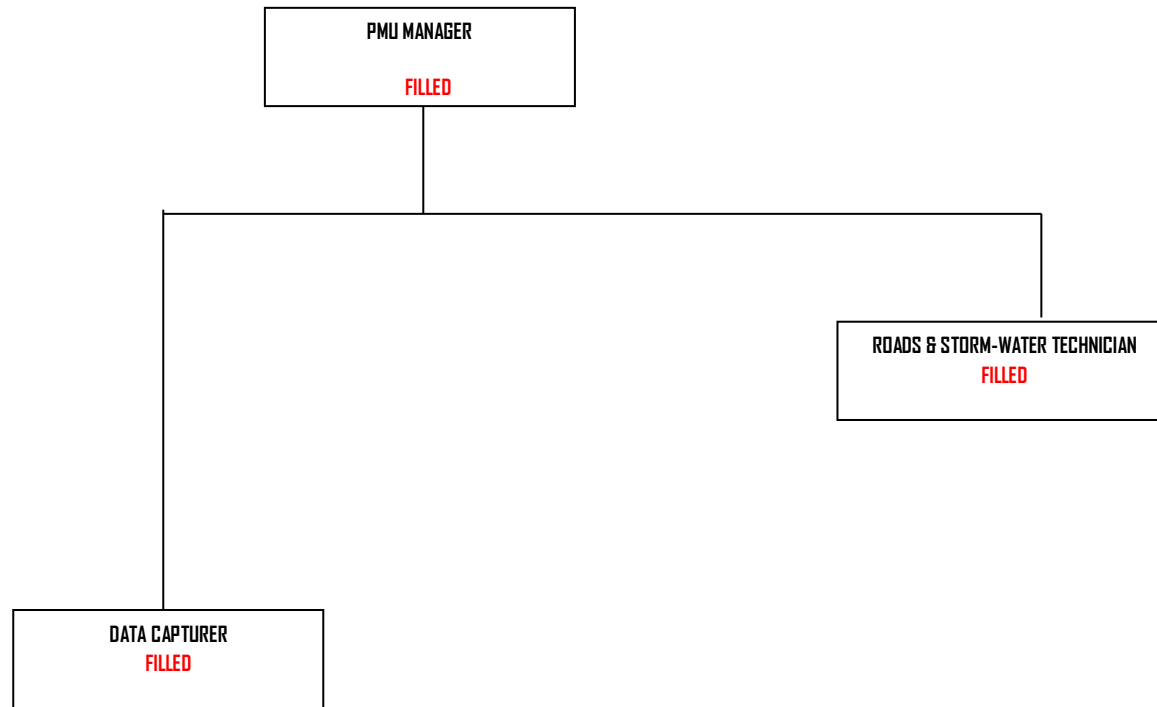 PMU MANAGER
FILLED
ROADS & STORM-WATER TECHNICIAN
FILLED
DATA CAPTURER
FILLED